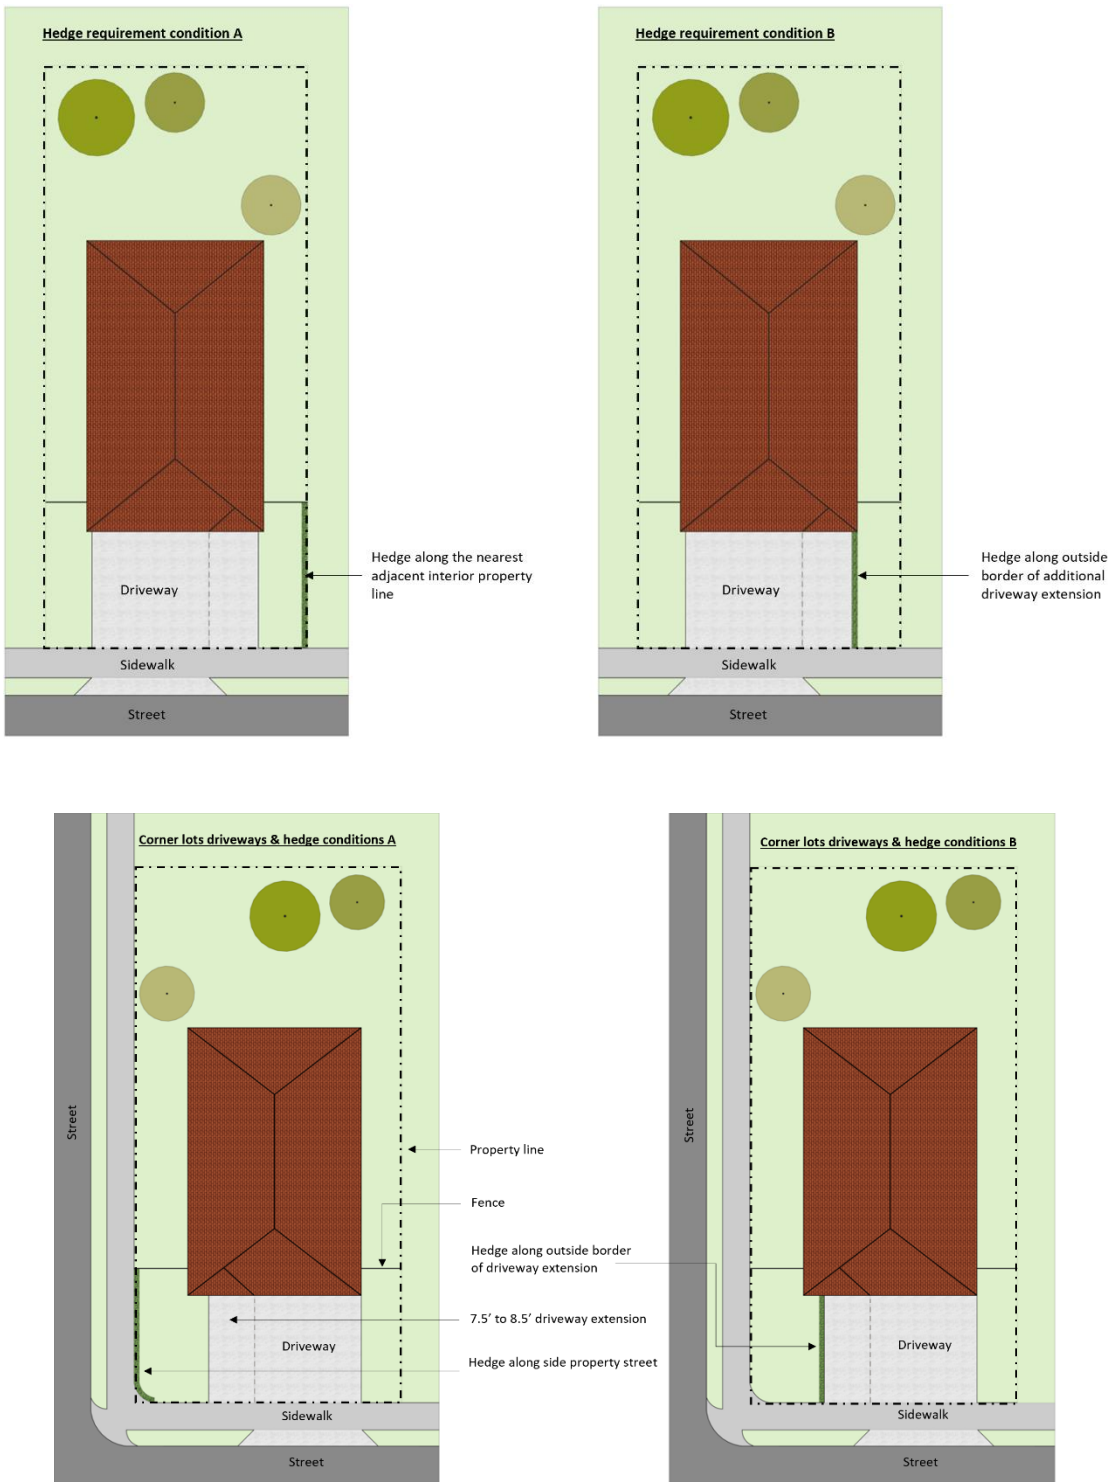 Hedge requirement condition A
Driveway
Hedge along the nearest
adjacent interior property
line
Sidewalk
Street
Hedge requirement condition B
Driveway
Hedge along outside
border of additional
driveway extension
Sidewalk
Street
Corner lots driveways & hedge conditions A
Street
Property line
Fence
Hedge along outside border
of driveway extension
7.5' to 8.5' driveway extension
Driveway
Hedge along side property street
Sidewalk
Street
Corner lots driveways & hedge conditions B
Street
Driveway
Sidewalk
Street